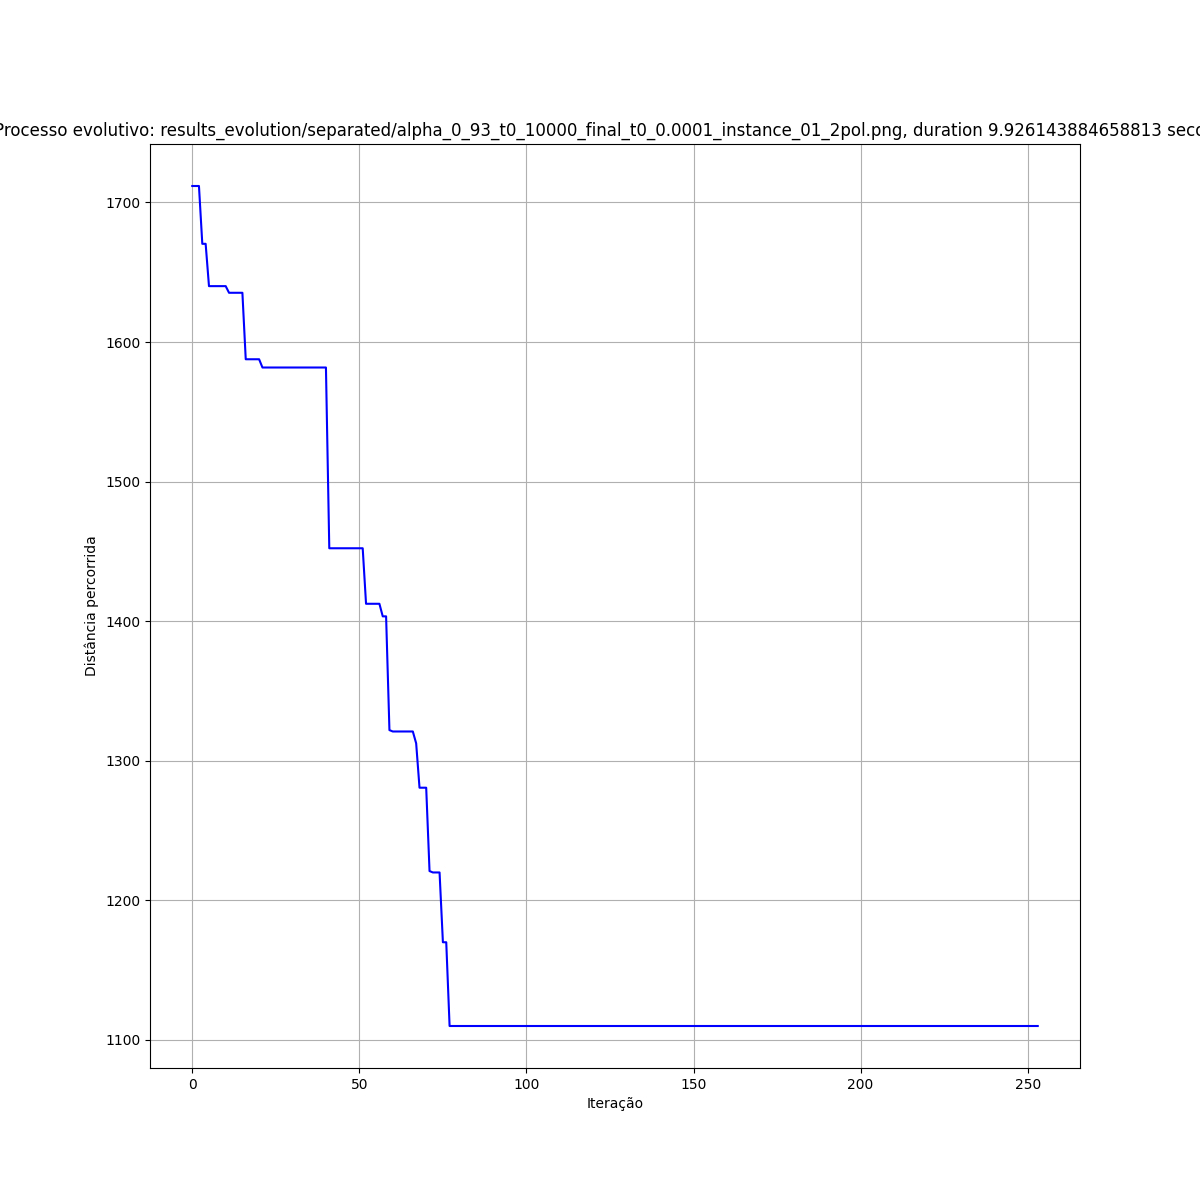 Processo evolutivo: results_evolution/separated/alpha_0_93_t0_10000_final_t0_0.0001_instance_01_2pol.png, duration 9.926143884658813
1700
1600
1500
1400
1300
1200
1100
Distância percorrida
0 50 100 150 200 250
Iteração